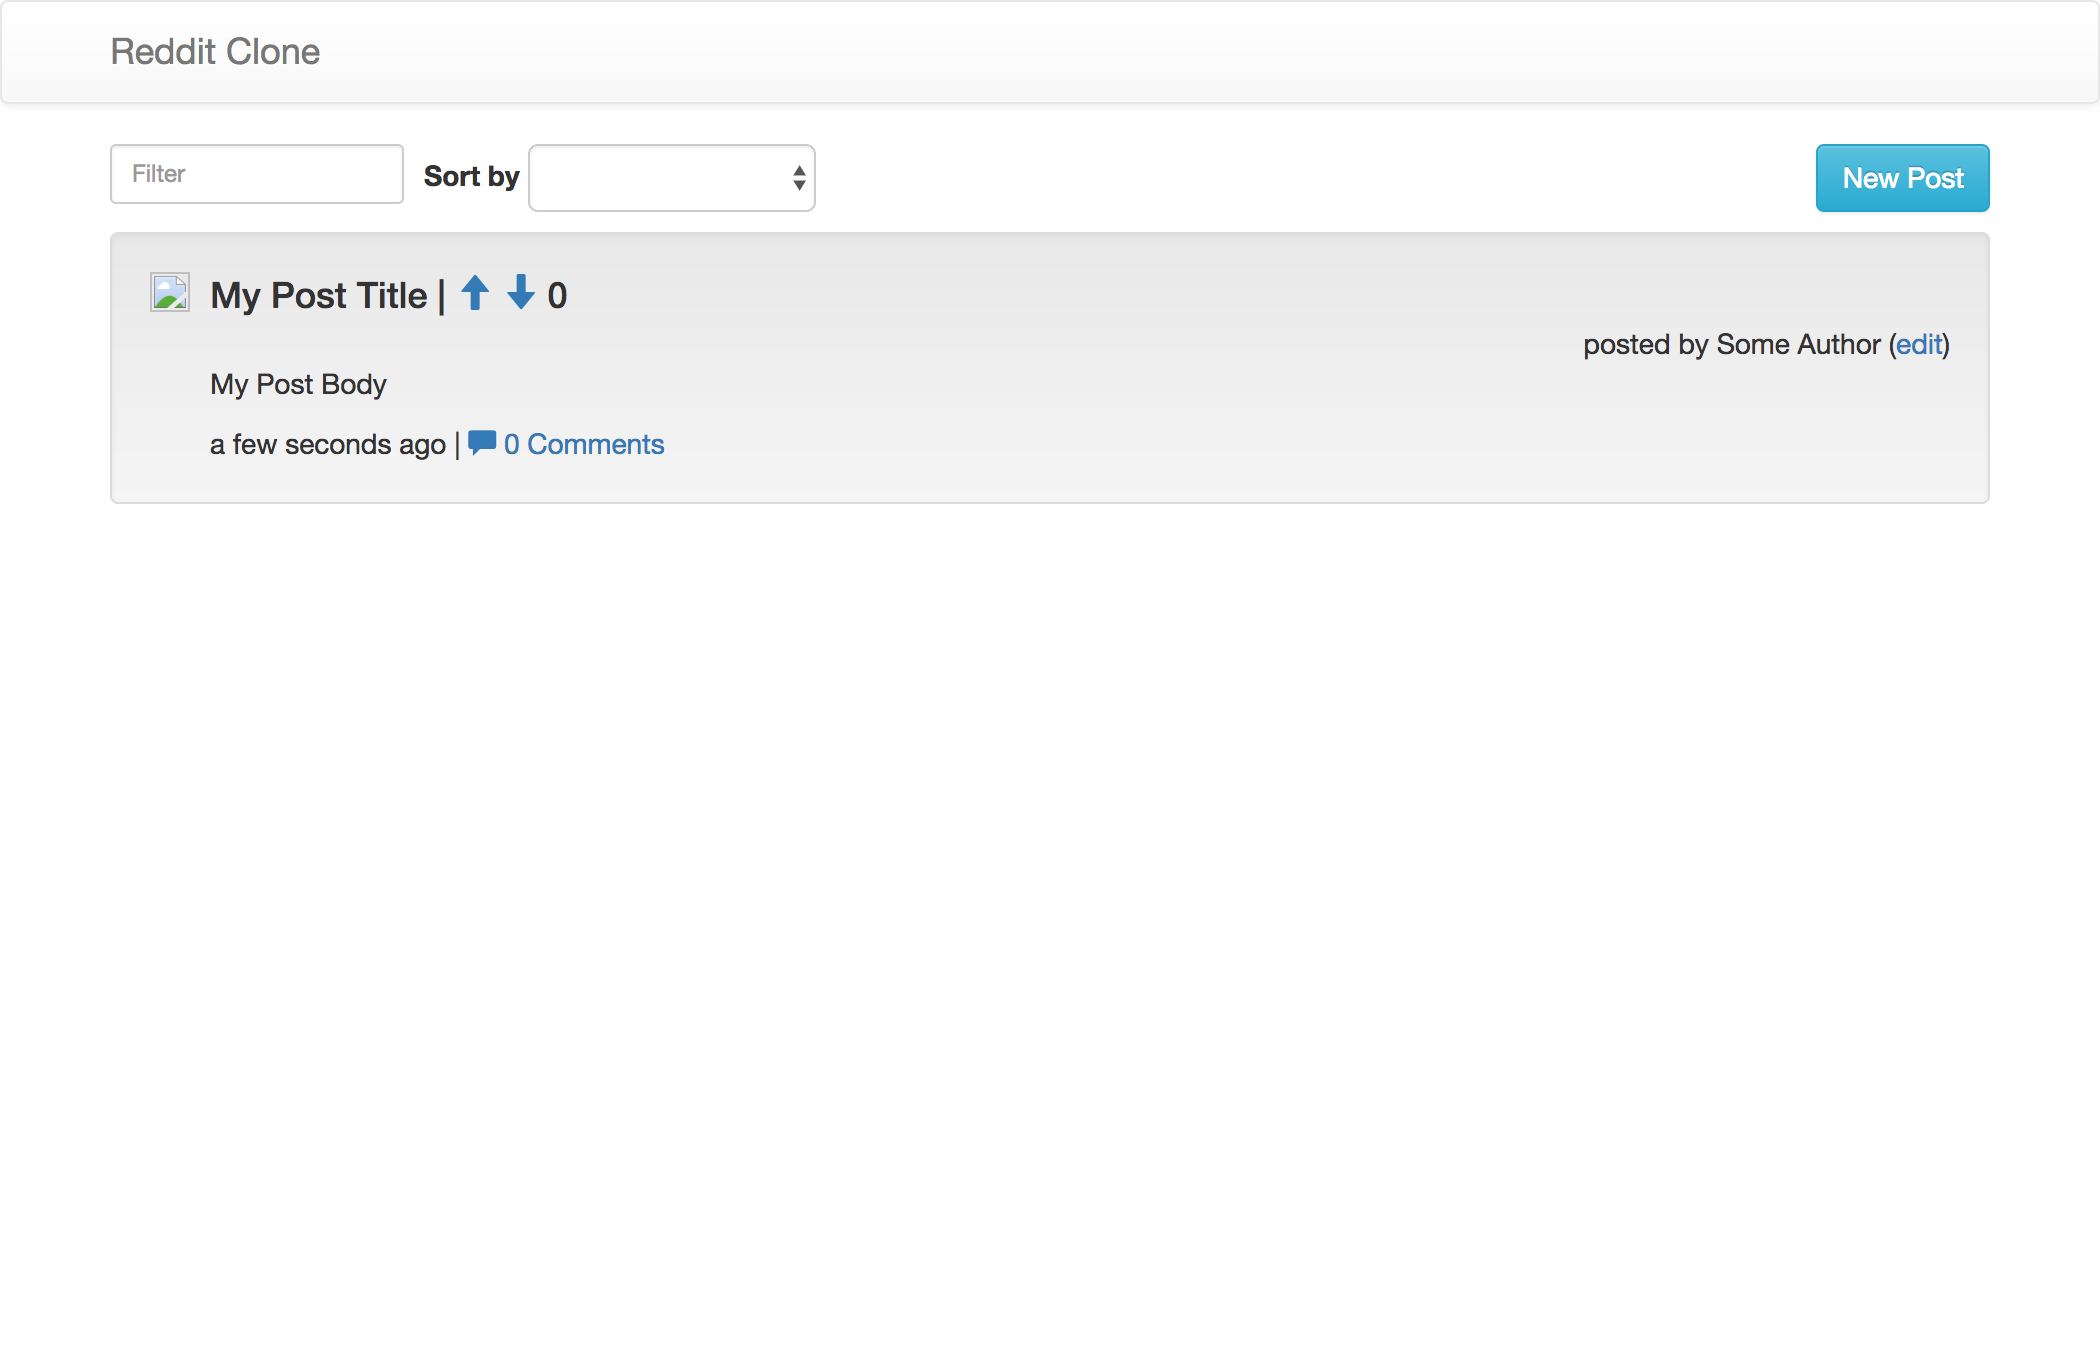 Reddit Clone
Filter Sort by New Post
My Post Title | 0
posted by Some Author (edit)
My Post Body
a few seconds ago | 0 Comments